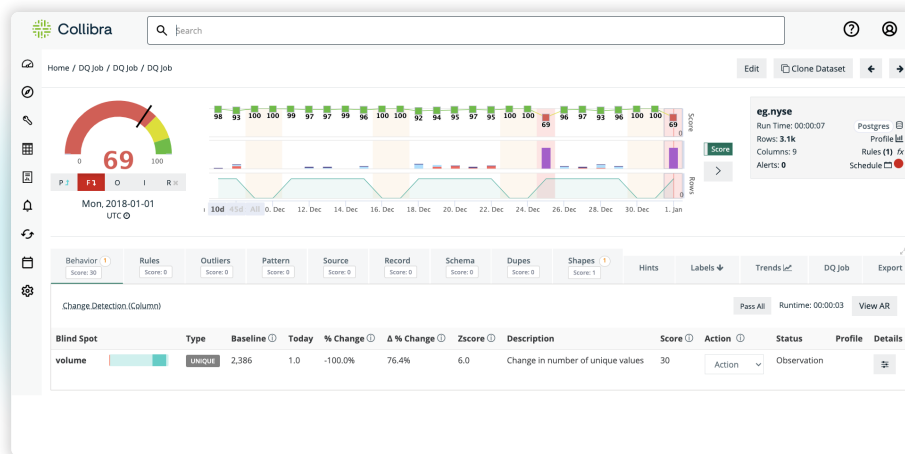 Collibra
Search
Home / DQ Job / DQ Job / DQ Job
Edit
Clone Dataset
98 93 100 100 99 97 97 99 96 100 100 92 94 95 97 100 100 69 96 97 93 96 100 100 69
Score
0
Rows
0
10d 45d All 0. Dec 12. Dec 14. Dec 16. Dec 18. Dec 20. Dec 22. Dec 24. Dec 26. Dec 28. Dec 30. Dec 1. Jan
Score
0 69 100
P F O I R
Mon, 2018-01-01
UTC
eg.nyse
Run Time: 00:00:07 Postgres
Rows: 3.1k Profile
Columns: 9 Rules (1) fx
Alerts: 0 Schedule
Behavior 1 Rules Outliers Pattern Source Record Schema Dupes Shapes 1 Hints Labels Trends DQ Job Export
Score: 30 Score: 0 Score: 0 Score: 0 Score: 0 Score: 0 Score: 0 Score: 0 Score: 1
Change Detection (Column)
Pass All Runtime: 00:00:03 View AR
Blind Spot Type Baseline Today % Change Δ % Change Zscore Description Score Action Status Profile Details
volume UNIQUE 2,386 1.0 -100.0% 76.4% 6.0 Change in number of unique values 30 Action Observation